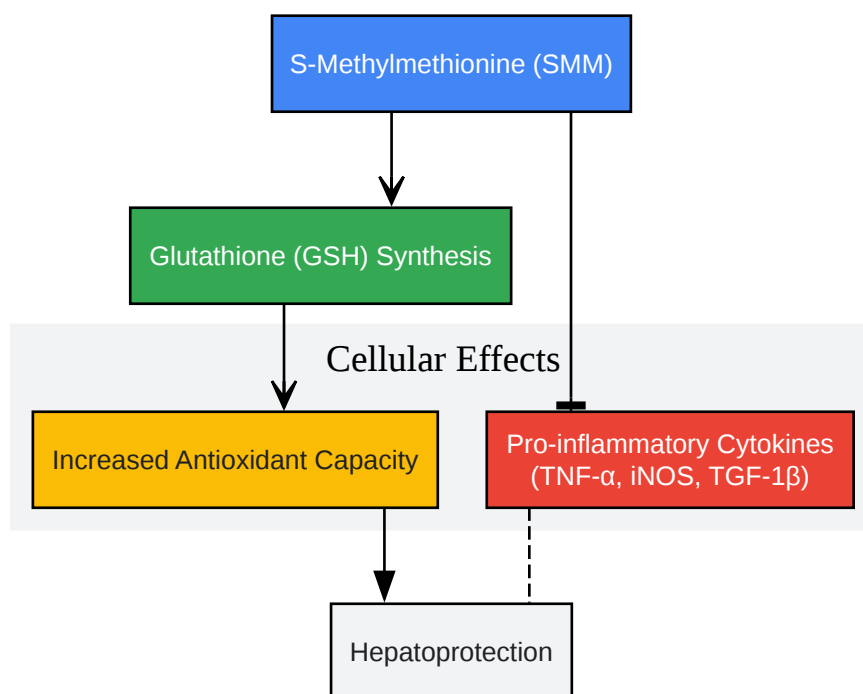 S-Methylmethionine (SMM)
Glutathione (GSH) Synthesis
Cellular Effects
Increased Antioxidant Capacity
Pro-inflammatory Cytokines
(TNF-α, iNOS, TGF-1β)
Hepatoprotection